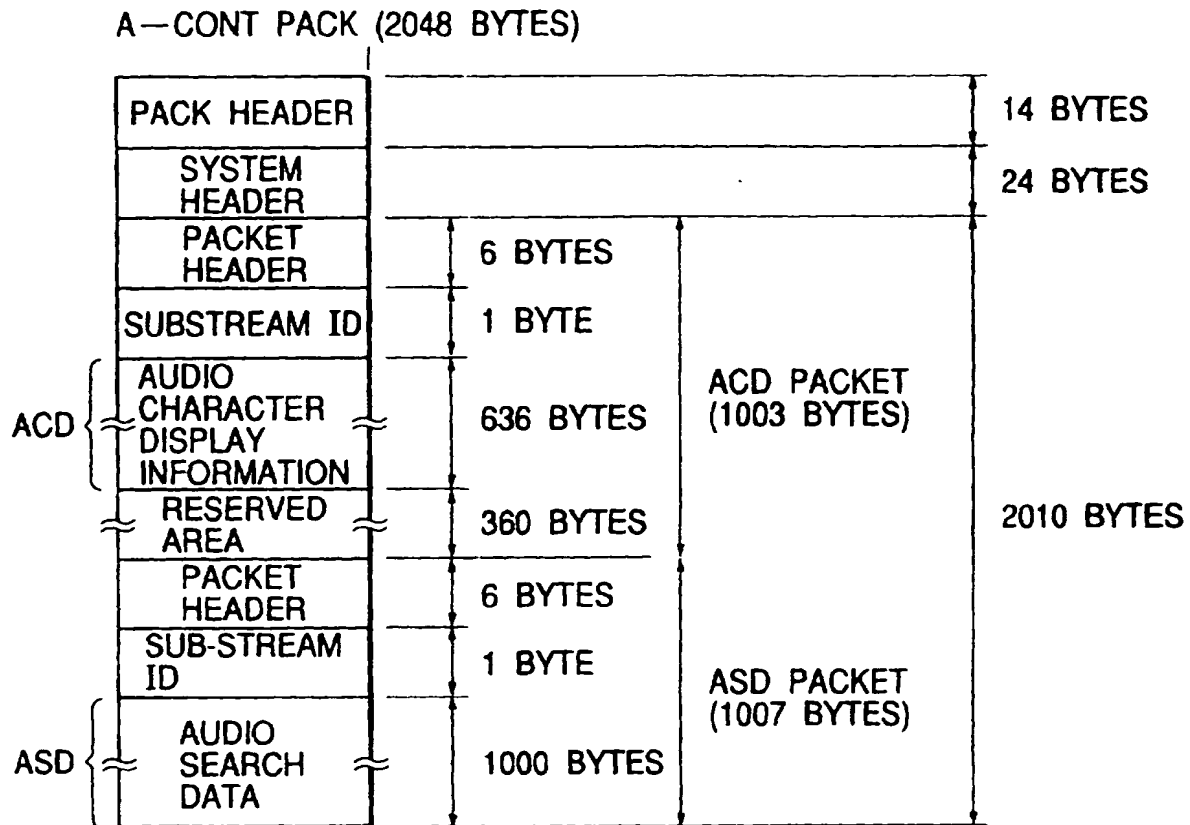 A—CONT PACK (2048 BYTES)
PACK HEADER
14 BYTES
SYSTEM
HEADER
24 BYTES
PACKET
HEADER
6 BYTES
SUBSTREAM ID
1 BYTE
ACD
AUDIO
CHARACTER
DISPLAY
INFORMATION
636 BYTES
ACD PACKET
(1003 BYTES)
RESERVED
AREA
360 BYTES
2010 BYTES
PACKET
HEADER
6 BYTES
SUB-STREAM
ID
1 BYTE
ASD PACKET
(1007 BYTES)
ASD
AUDIO
SEARCH
DATA
1000 BYTES